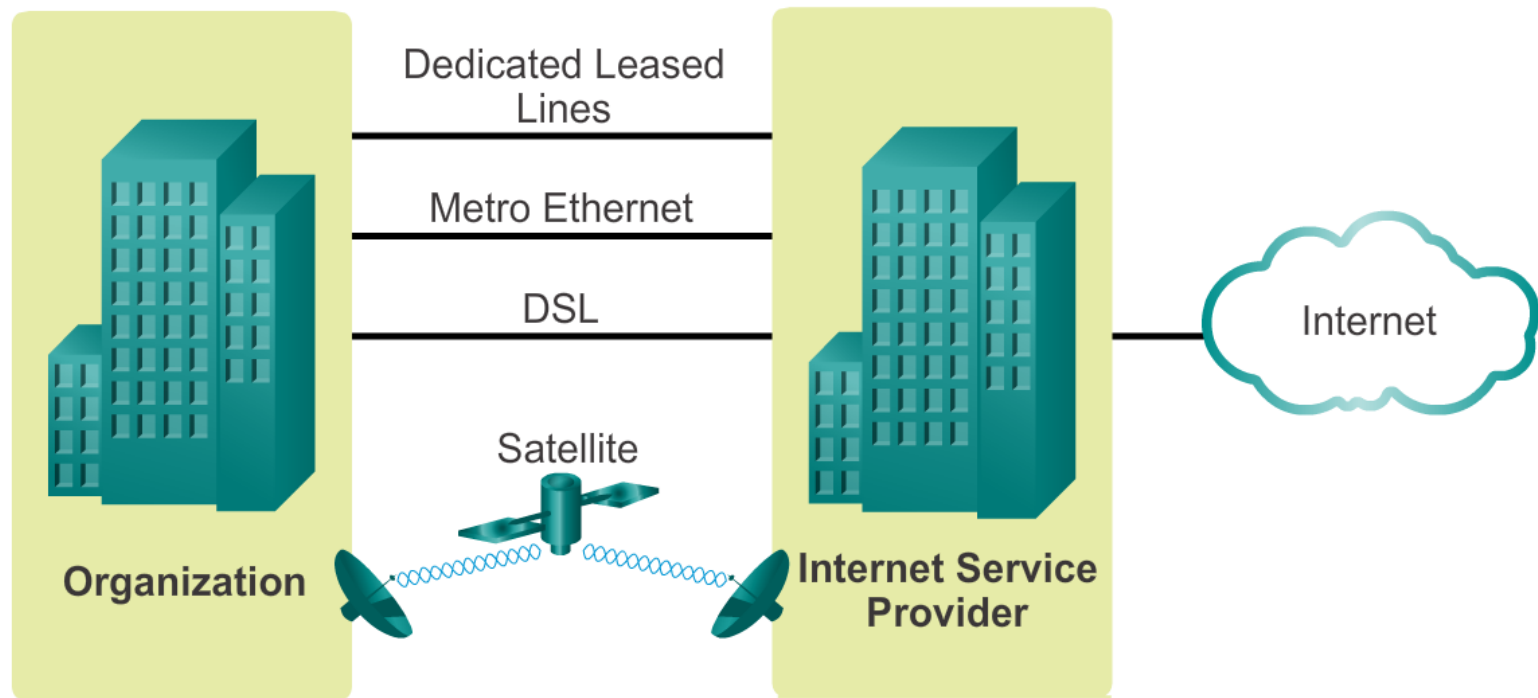 Dedicated Leased
Lines
Metro Ethernet
DSL
Satellite
Organization
Internet Service
Provider
Internet